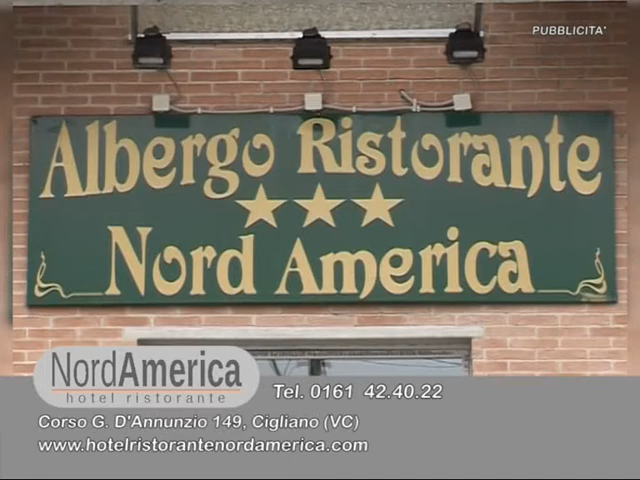 PUBBLICITA'
Albergo Ristorante
Nord America
NordAmerica
hotel ristorante
Tel. 0161 42.40.22
Corso G. D'Annunzio 149, Cigliano (VC)
www.hotelristorantenordamerica.com